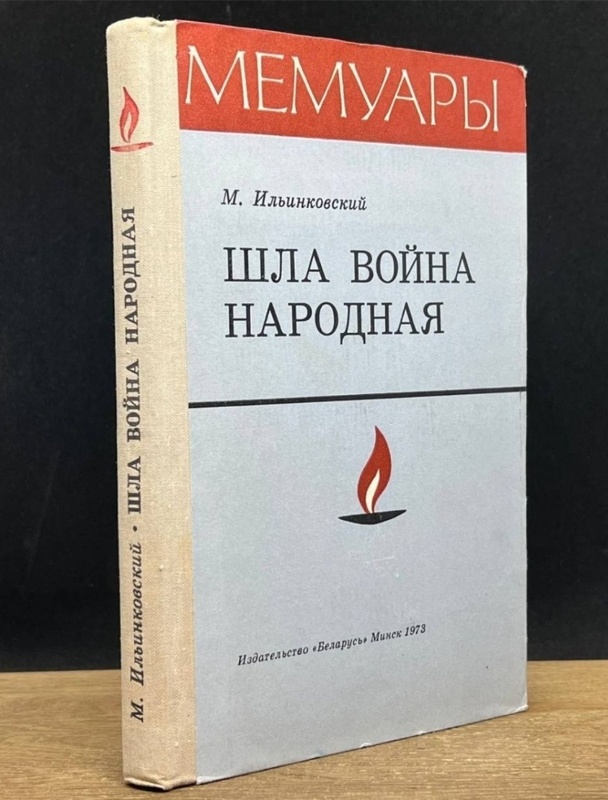 МЕМУАРЫ
М. Ильинковский
ШЛА ВОЙНА
НАРОДНАЯ
Издательство «Беларусь» Минск 1973
М. Ильинковский • ШЛА ВОЙНА НАРОДНАЯ